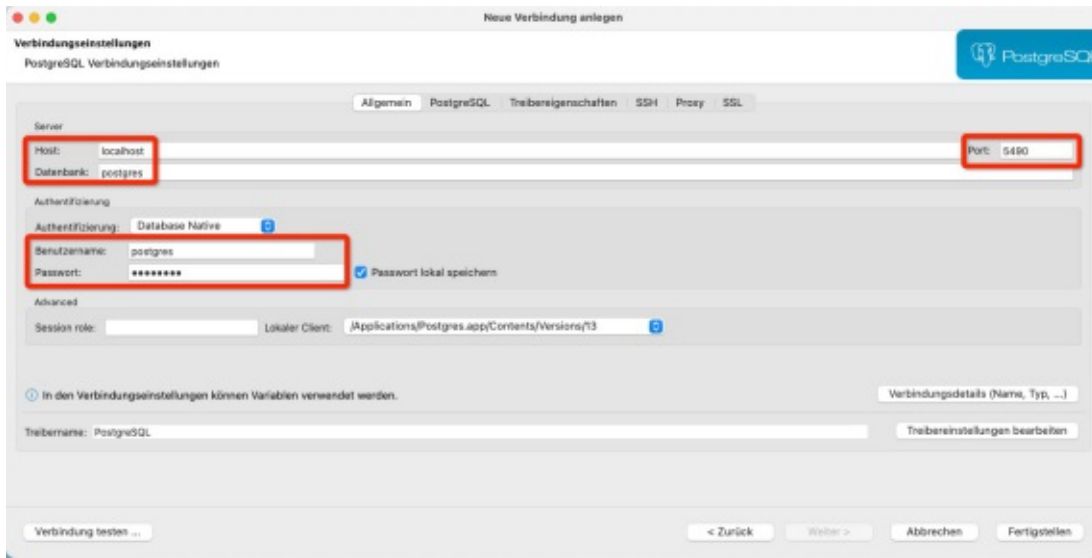 Neue Verbindung anlegen
Verbindungseinstellungen
PostgreSQL Verbindungseinstellungen
PostgreSQL
Allgemein PostgreSQL Treibereigenschaften SSH Proxy SSL
Server
Host: localhost Port: 5490
Datenbank: postgres
Authentifizierung
Authentifizierung: Database Native
Benutzername: postgres
Passwort: ••••••••
Passwort lokal speichern
Advanced
Session role: Lokaler Client: /Applications/Postgres.app/Contents/Versions/13
In den Verbindungseinstellungen können Variablen verwendet werden. Verbindungsdetails (Name, Typ, ...)
Treibername: PostgreSQL Treibereinstellungen bearbeiten
Verbindung testen ... < Zurück Weiter > Abbrechen Fertigstellen